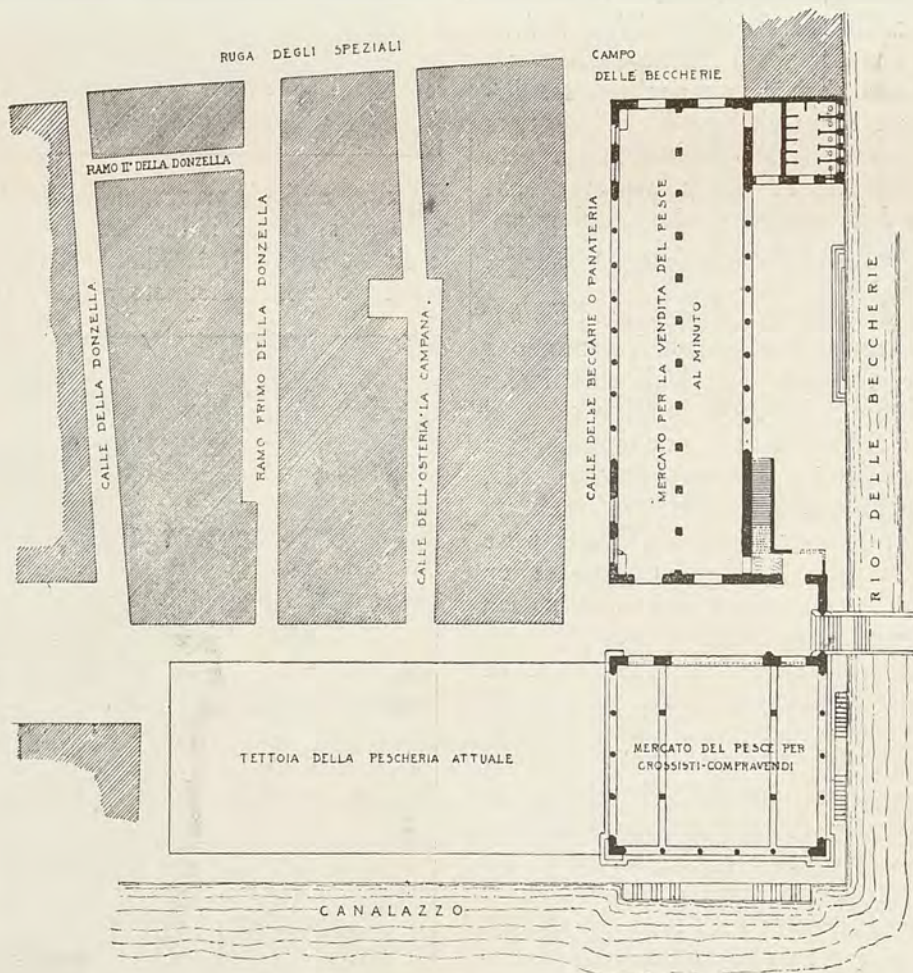 RUGA DEGLI SPEZIALI
CAMPO
DELLE BECCHERIE
RAMO IIº DELLA DONZELLA
CALLE DELLA DONZELLA
RAMO PRIMO DELLA DONZELLA
CALLE DELL'OSTERIA LA CAMPANA.
CALLE DELLE BECCARIE O PANATERIA
MERCATO PER LA VENDITA DEL PESCE
AL MINUTO
RIO DELLE BECCHERIE
TETTOIA DELLA PESCHERIA ATTUALE
MERCATO DEL PESCE PER
GROSSISTI-COMPRAVENDI
CANALAZZO